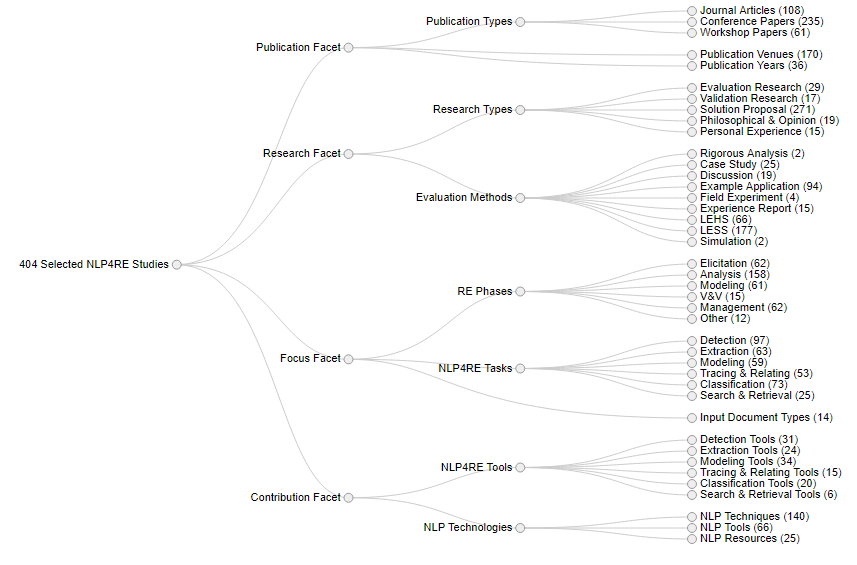 404 Selected NLP4RE Studies
Publication Facet
Publication Types
Journal Articles (108)
Conference Papers (235)
Workshop Papers (61)
Publication Venues (170)
Publication Years (36)
Research Facet
Research Types
Evaluation Research (29)
Validation Research (17)
Solution Proposal (271)
Philosophical & Opinion (19)
Personal Experience (15)
Evaluation Methods
Rigorous Analysis (2)
Case Study (25)
Discussion (19)
Example Application (94)
Field Experiment (4)
Experience Report (15)
LEHS (66)
LESS (177)
Simulation (2)
Focus Facet
RE Phases
Elicitation (62)
Analysis (158)
Modeling (61)
V&V (15)
Management (62)
Other (12)
NLP4RE Tasks
Detection (97)
Extraction (63)
Modeling (59)
Tracing & Relating (53)
Classification (73)
Search & Retrieval (25)
Input Document Types (14)
Contribution Facet
NLP4RE Tools
Detection Tools (31)
Extraction Tools (24)
Modeling Tools (34)
Tracing & Relating Tools (15)
Classification Tools (20)
Search & Retrieval Tools (6)
NLP Technologies
NLP Techniques (140)
NLP Tools (66)
NLP Resources (25)